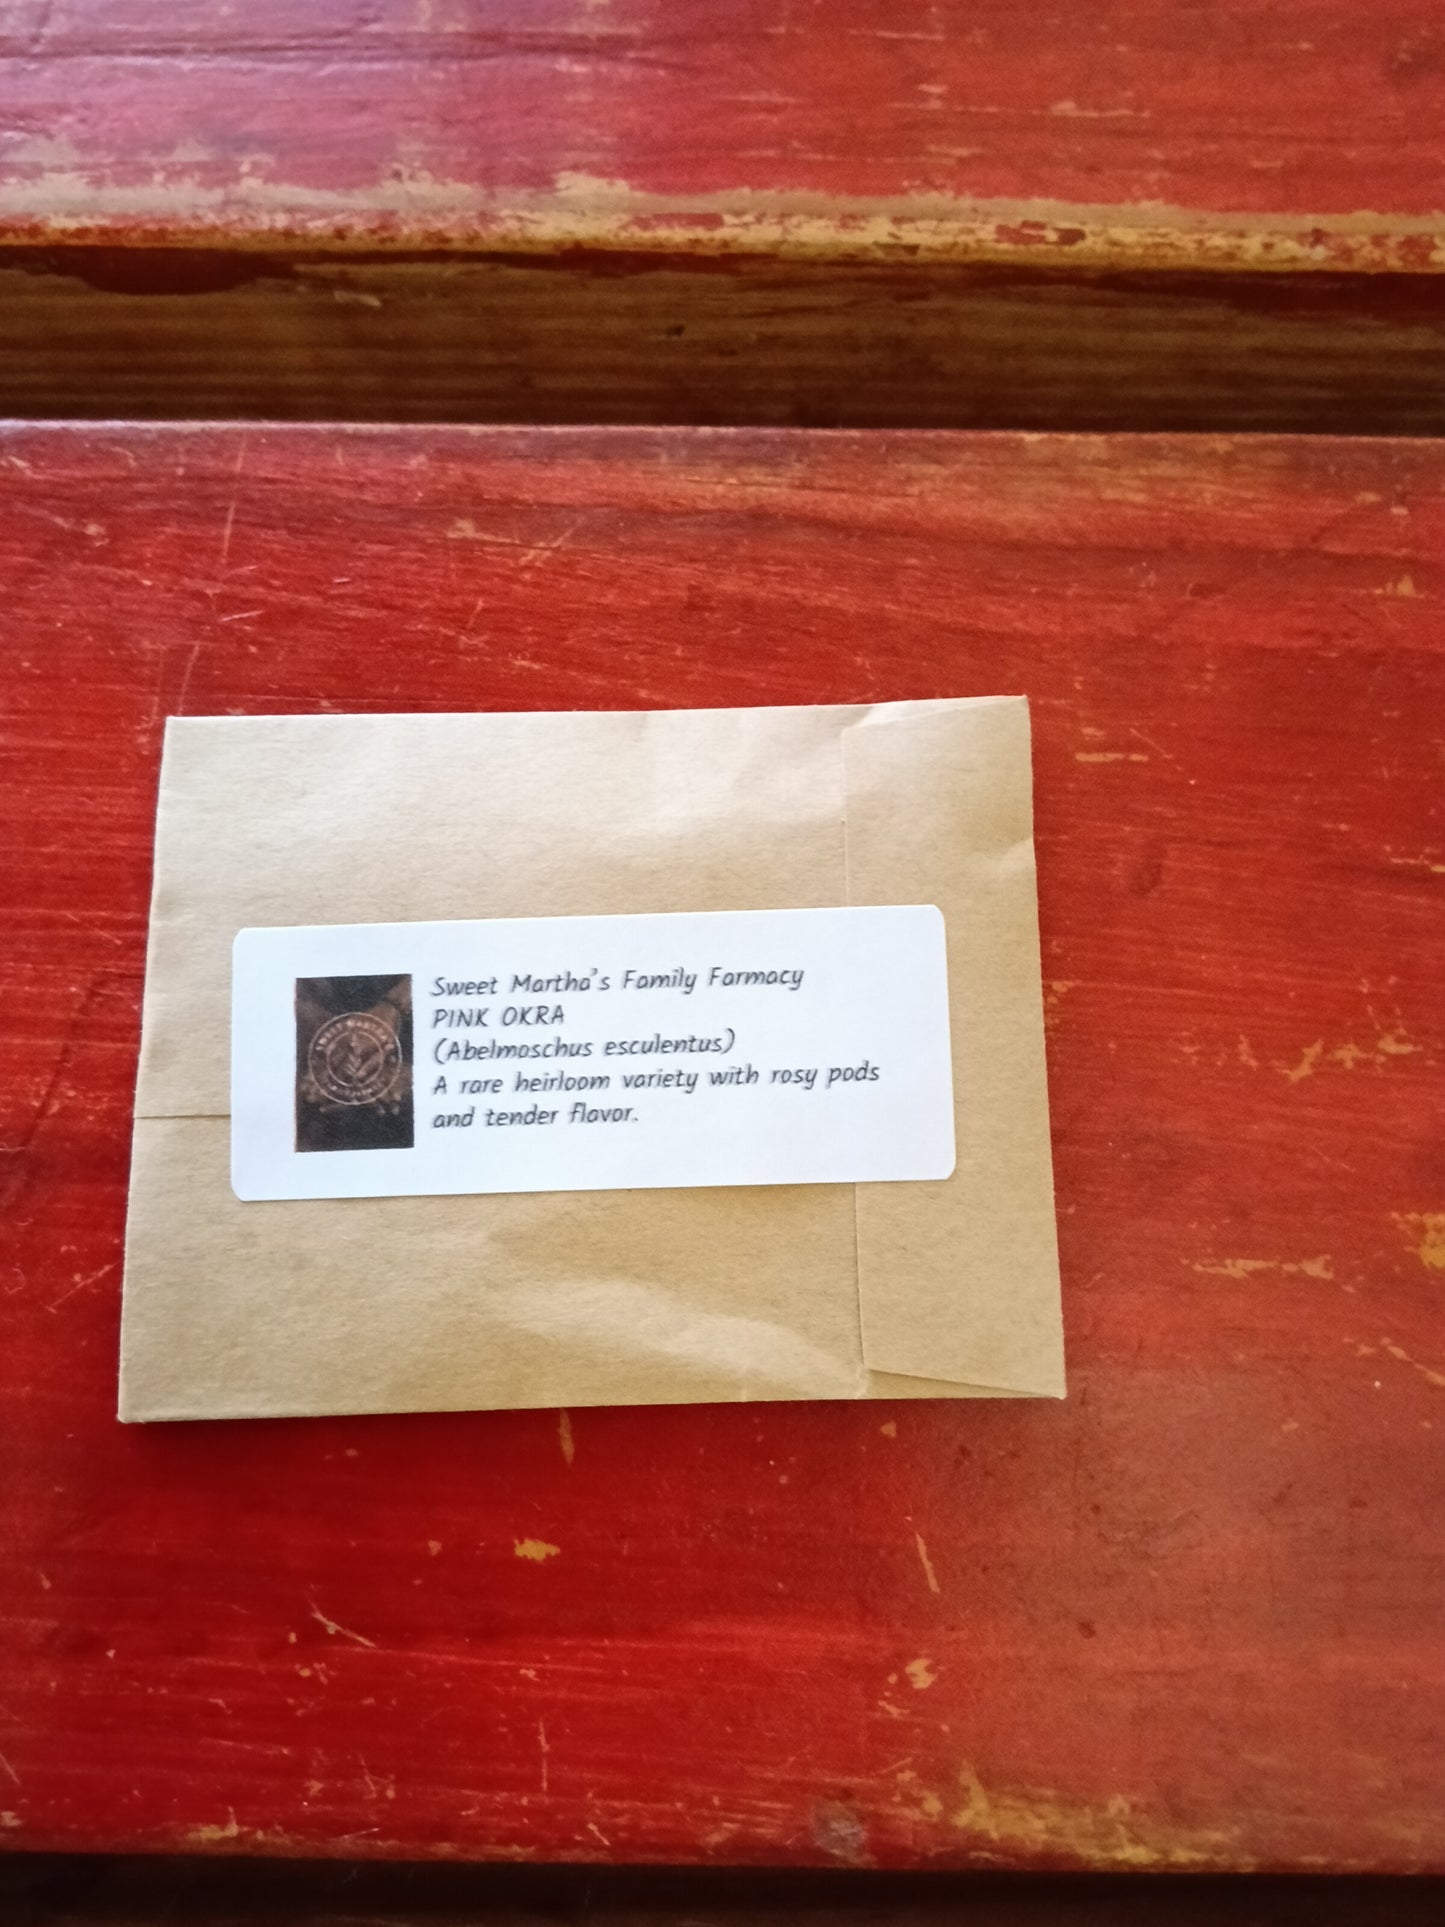 Sweet Martha's Family Farmacy
PINK OKRA
(Abelmoschus esculentus)
A rare heirloom variety with rosy pods
and tender flavor.